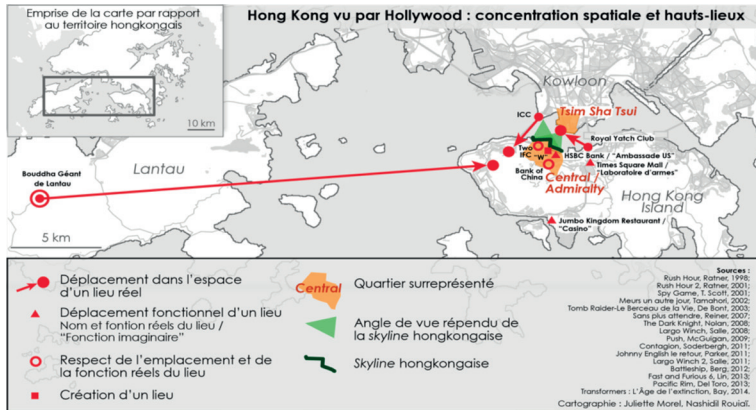 Emprise de la carte par rapport
au territoire hongkongais
10 km
Hong Kong vu par Hollywood : concentration spatiale et hauts-lieux
Kowloon
ICC
Tsim Sha Tsui
Royal Yatch Club
Two
IFC
"W"
HSBC Bank / "Ambassade US"
Times Square Mall /
"Laboratoire d'armes"
Bank of
China
Central /
Admiralty
Hong Kong
Island
Jumbo Kingdom Restaurant /
"Casino"
Bouddha Géant
de Lantau
Lantau
5 km
Déplacement dans l'espace
d'un lieu réel
Déplacement fonctionnel d'un lieu
Nom et fontion réels du lieu /
"Fonction imaginaire"
Respect de l'emplacement et de
la fonction réels du lieu
Création d'un lieu
Central
Quartier surreprésenté
Angle de vue répendu de
la skyline hongkongaise
Skyline hongkongaise
Sources :
Rush Hour, Ratner, 1998;
Rush Hour 2, Ratner, 2001;
Spy Game, T. Scott, 2001;
Meurs un autre jour, Tamahori, 2002;
Tomb Raider-Le Berceau de la Vie, De Bont, 2003;
Sans plus attendre, Reiner, 2007;
The Dark Knight, Nolan, 2008;
Largo Winch, Salle, 2008;
Push, McGuigan, 2009;
Contagion, Soderbergh, 2011;
Johnny English le retour, Parker, 2011;
Largo Winch 2, Salle, 2011;
Battleship, Berg, 2012;
Fast and Furious 6, Lin, 2013;
Pacific Rim, Del Toro, 2013;
Transformers : L'Âge de l'extinction, Bay, 2014.
Cartographie : Juliette Morel, Nashidil Rouiaï.